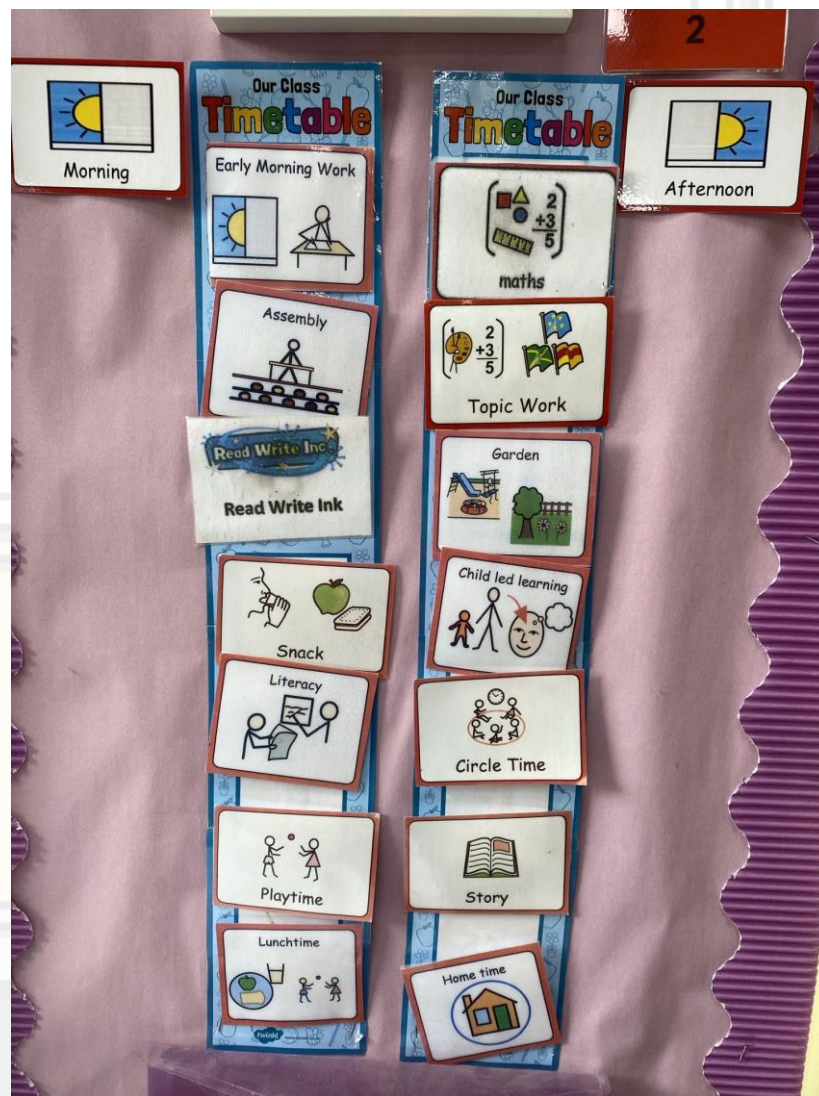 2
Morning
Our Class
Timetable
Early Morning Work
Assembly
Read Write Inc.
Read Write Ink
Snack
Literacy
Playtime
Lunchtime
twinkl
Our Class
Timetable
Afternoon
2
+3
5
maths
2
+3
5
Topic Work
Garden
Child led learning
Circle Time
Story
Home time